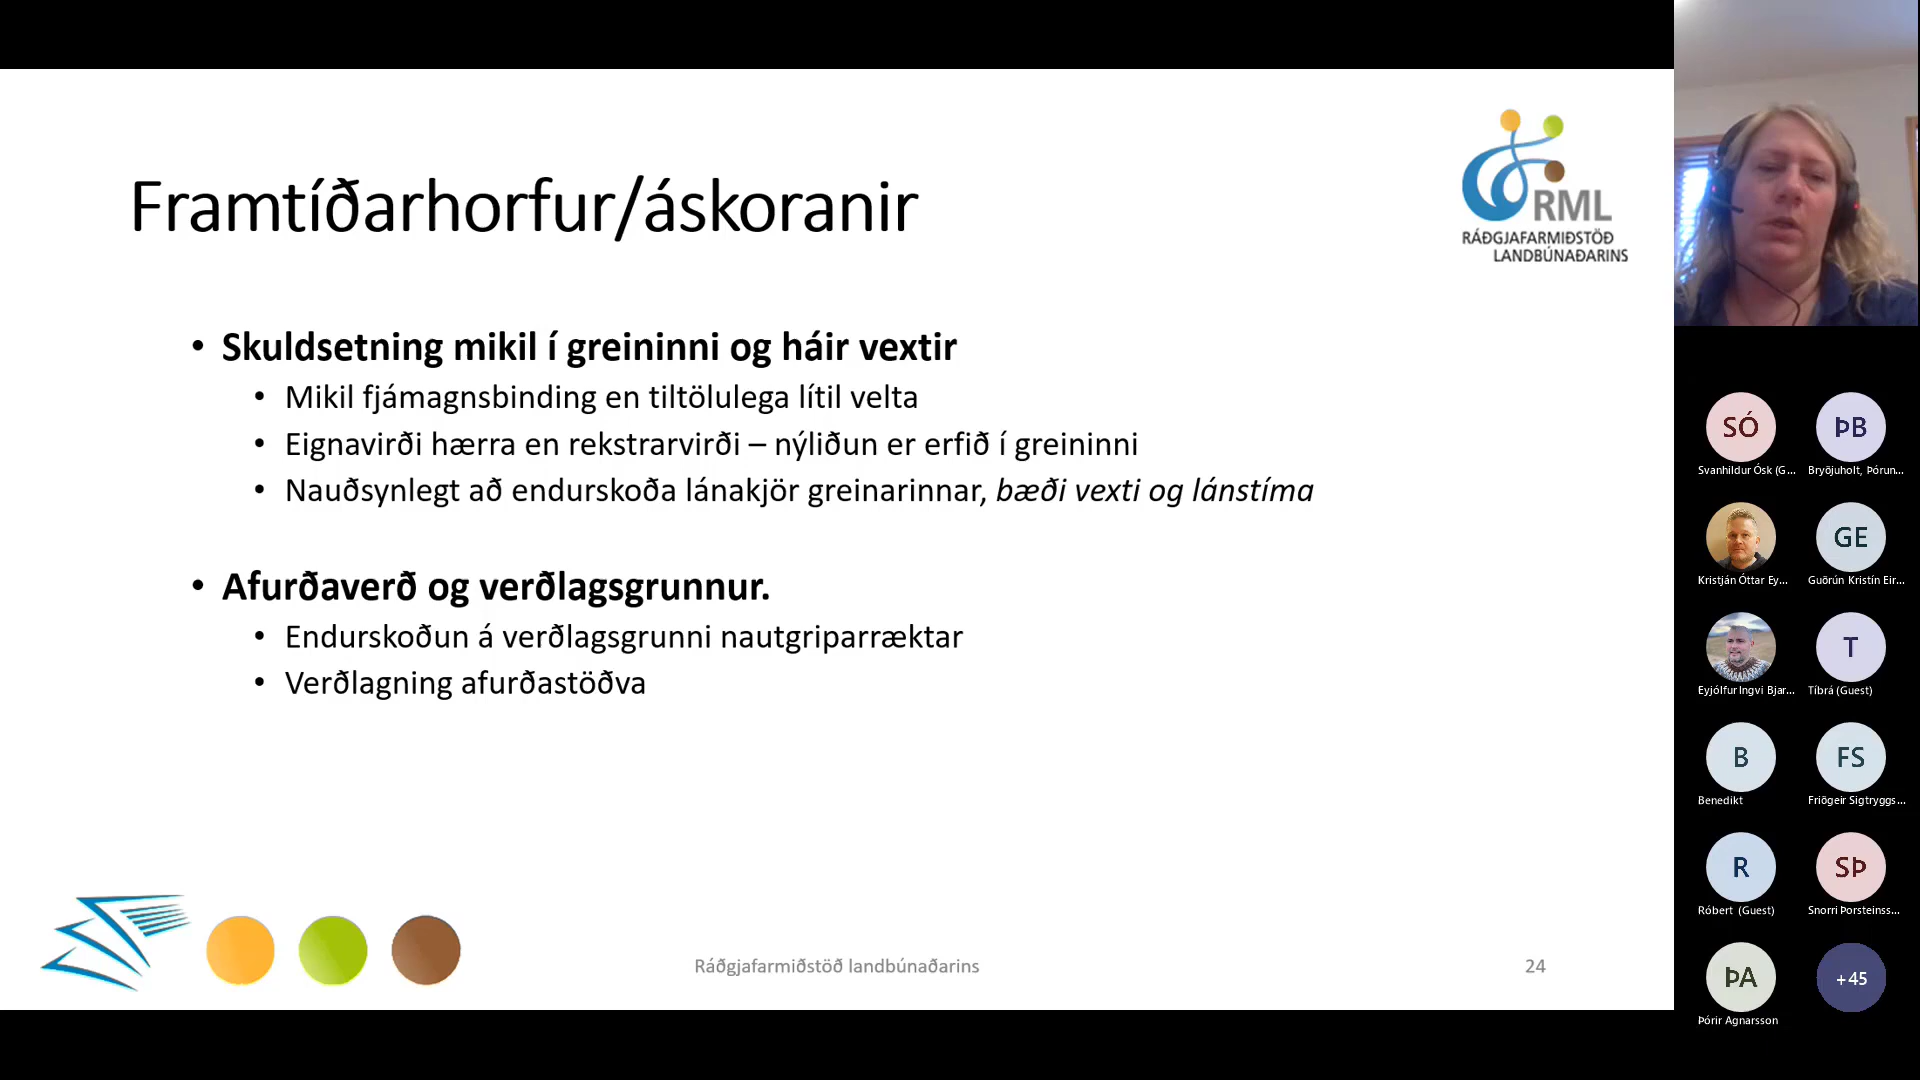 Framtíðarhorfur/áskoranir
RML
RÁÐGJAFARMIÐSTÖÐ
LANDBÚNAÐARINS
• Skuldsetning mikil í greininni og háir vextir
• Mikil fjámagnsbinding en tiltölulega lítil velta
• Eignavirði hærra en rekstrarvirði – nýliðun er erfið í greininni
• Nauðsynlegt að endurskoða lánakjör greinarinnar, bæði vexti og lánstíma
• Afurðaverð og verðlagsgrunnur.
• Endurskoðun á verðlagsgrunni nautgriparræktar
• Verðlagning afurðastöðva
Ráðgjafarmiðstöð landbúnaðarins
24
SÓ
Svanhildur Ósk (G...
ÞB
Bryðjuholt, Þórun...
Kristján Óttar Ey...
GE
Guðrún Kristín Eir...
Eyjólfur Ingvi Bjar...
T
Tíbrá (Guest)
B
Benedikt
FS
Friðgeir Sigtryggs...
R
Róbert (Guest)
SÞ
Snorri Þorsteinss...
ÞA
Þórir Agnarsson
+45